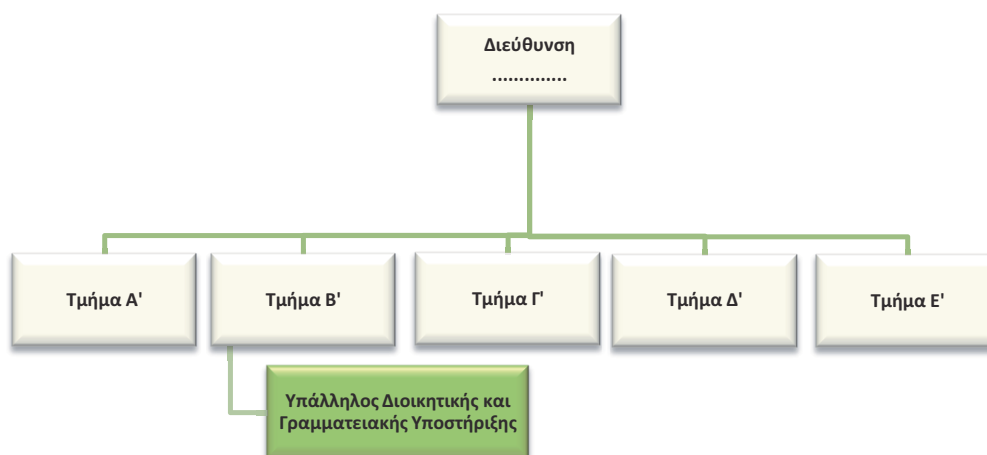 Διεύθυνση
..............
Τμήμα Α'
Τμήμα Β'
Τμήμα Γ'
Τμήμα Δ'
Τμήμα Ε'
Υπάλληλος Διοικητικής και
Γραμματειακής Υποστήριξης